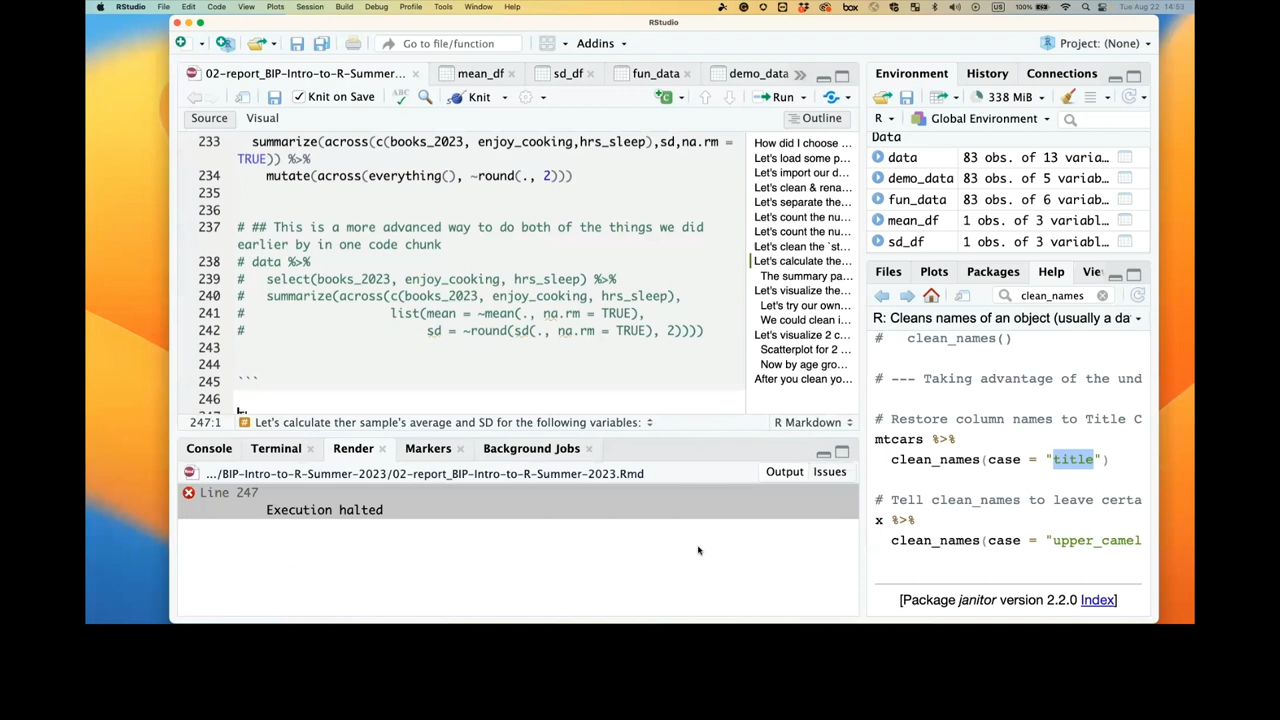 RStudio File Edit Code View Plots Session Build Debug Profile Tools Window Help box US 100% Tue Aug 22 14:53
RStudio
Go to file/function Addins Project: (None)
02-report_BIP-Intro-to-R-Summer... mean_df sd_df fun_data demo_data
Knit on Save ABC Knit Run
Source Visual Outline
233 summarize(across(c(books_2023, enjoy_cooking,hrs_sleep),sd,na.rm =
TRUE)) %>%
234 mutate(across(everything(), ~round(., 2)))
235
236
237 # ## This is a more advanced way to do both of the things we did
earlier by in one code chunk
238 # data %>%
239 # select(books_2023, enjoy_cooking, hrs_sleep) %>%
240 # summarize(across(c(books_2023, enjoy_cooking, hrs_sleep),
241 # list(mean = ~mean(., na.rm = TRUE),
242 # sd = ~round(sd(., na.rm = TRUE), 2))))
243
244
245 ```
246
247:1 # Let's calculate ther sample's average and SD for the following variables: R Markdown
How did I choose ...
Let's load some p...
Let's import our d...
Let's clean & rena...
Let's separate the...
Let's count the nu...
Let's count the nu...
Let's clean the `st...
Let's calculate the...
The summary pa...
Let's visualize the...
Let's try our own...
We could clean i...
Let's visualize 2 c...
Scatterplot for 2 ...
Now by age gro...
After you clean yo...
Console Terminal Render Markers Background Jobs
.../BIP-Intro-to-R-Summer-2023/02-report_BIP-Intro-to-R-Summer-2023.Rmd Output Issues
Line 247
Execution halted
Environment History Connections
338 MiB
R Global Environment
Data
data 83 obs. of 13 varia...
demo_data 83 obs. of 5 variab...
fun_data 83 obs. of 6 variab...
mean_df 1 obs. of 3 variabl...
sd_df 1 obs. of 3 variabl...
Files Plots Packages Help Vie
clean_names
R: Cleans names of an object (usually a da
# clean_names()
# --- Taking advantage of the und
# Restore column names to Title C
mtcars %>%
clean_names(case = "title")
# Tell clean_names to leave certa
x %>%
clean_names(case = "upper_camel
[Package janitor version 2.2.0 Index]